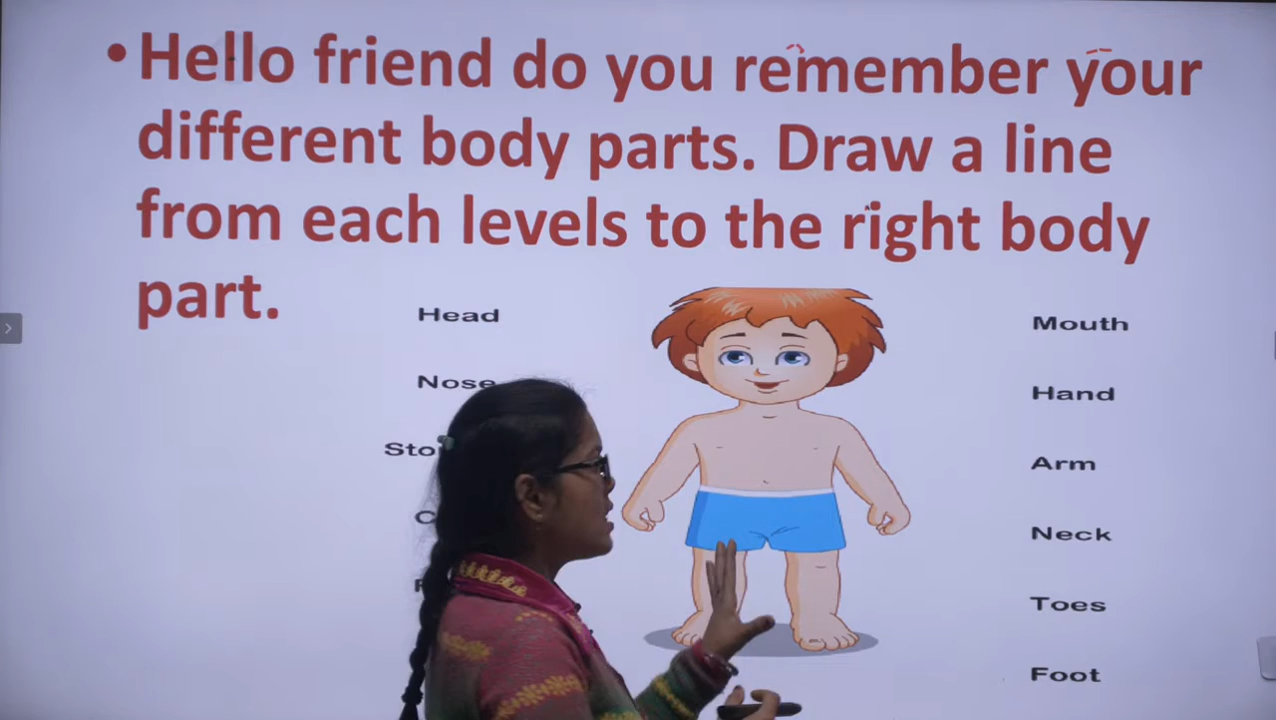 • Hello friend do you remember your
different body parts. Draw a line
from each levels to the right body
part.
Head
Nose
Mouth
Hand
Arm
Neck
Toes
Foot